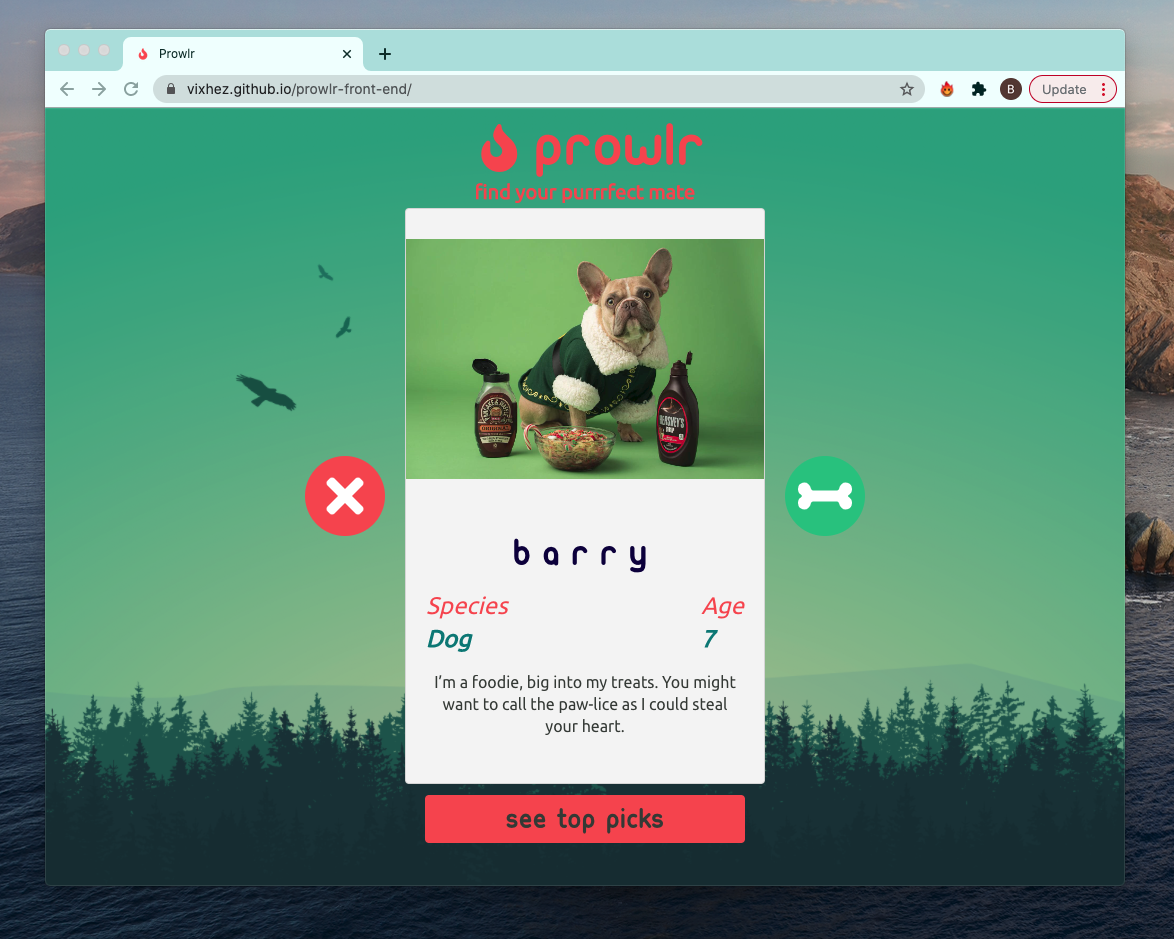 Prowlr
vixhez.github.io/prowlr-front-end/
B
Update
prowlr
find your purrrfect mate
HERSHEY'S
barry
Species
Age
Dog
7
I'm a foodie, big into my treats. You might
want to call the paw-lice as I could steal
your heart.
see top picks